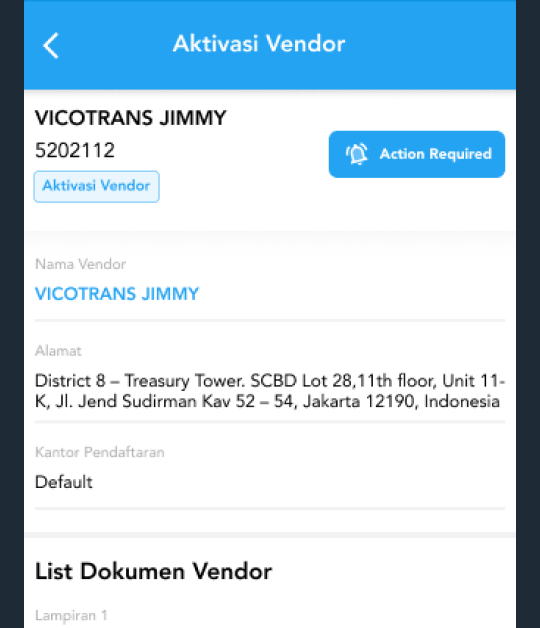 Aktivasi Vendor
VICOTRANS JIMMY
5202112
Action Required
Aktivasi Vendor
Nama Vendor
VICOTRANS JIMMY
Alamat
District 8 – Treasury Tower. SCBD Lot 28,11th floor, Unit 11-
K, Jl. Jend Sudirman Kav 52 – 54, Jakarta 12190, Indonesia
Kantor Pendaftaran
Default
List Dokumen Vendor
Lampiran 1